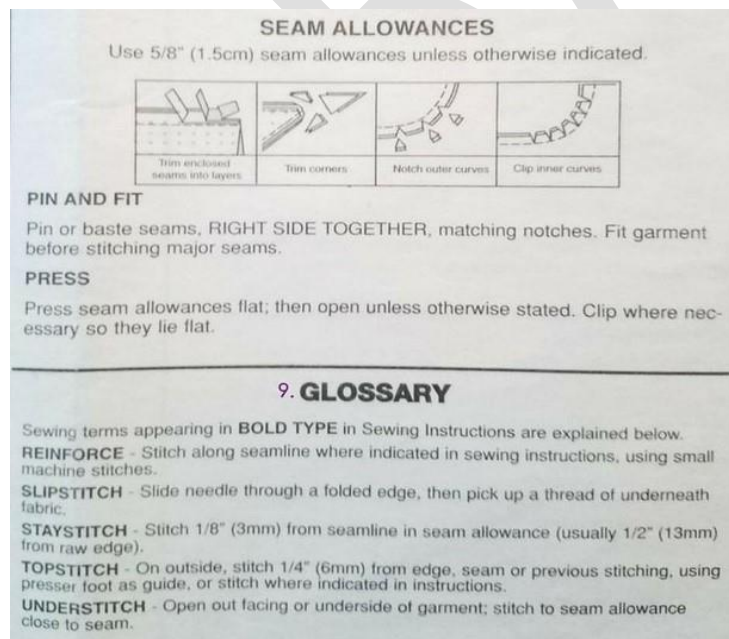 SEAM ALLOWANCES
Use 5/8" (1.5cm) seam allowances unless otherwise indicated.
Trim enclosed
seams into layers
Trim corners
Notch outer curves
Clip inner curves
PIN AND FIT
Pin or baste seams, RIGHT SIDE TOGETHER, matching notches. Fit garment
before stitching major seams.
PRESS
Press seam allowances flat; then open unless otherwise stated. Clip where nec-
essary so they lie flat.
9. GLOSSARY
Sewing terms appearing in BOLD TYPE in Sewing Instructions are explained below.
REINFORCE - Stitch along seamline where indicated in sewing instructions, using small
machine stitches.
SLIPSTITCH - Slide needle through a folded edge, then pick up a thread of underneath
fabric.
STAYSTITCH - Stitch 1/8" (3mm) from seamline in seam allowance (usually 1/2" (13mm)
from raw edge).
TOPSTITCH - On outside, stitch 1/4" (6mm) from edge, seam or previous stitching, using
presser foot as guide, or stitch where indicated in instructions.
UNDERSTITCH - Open out facing or underside of garment; stitch to seam allowance
close to seam.